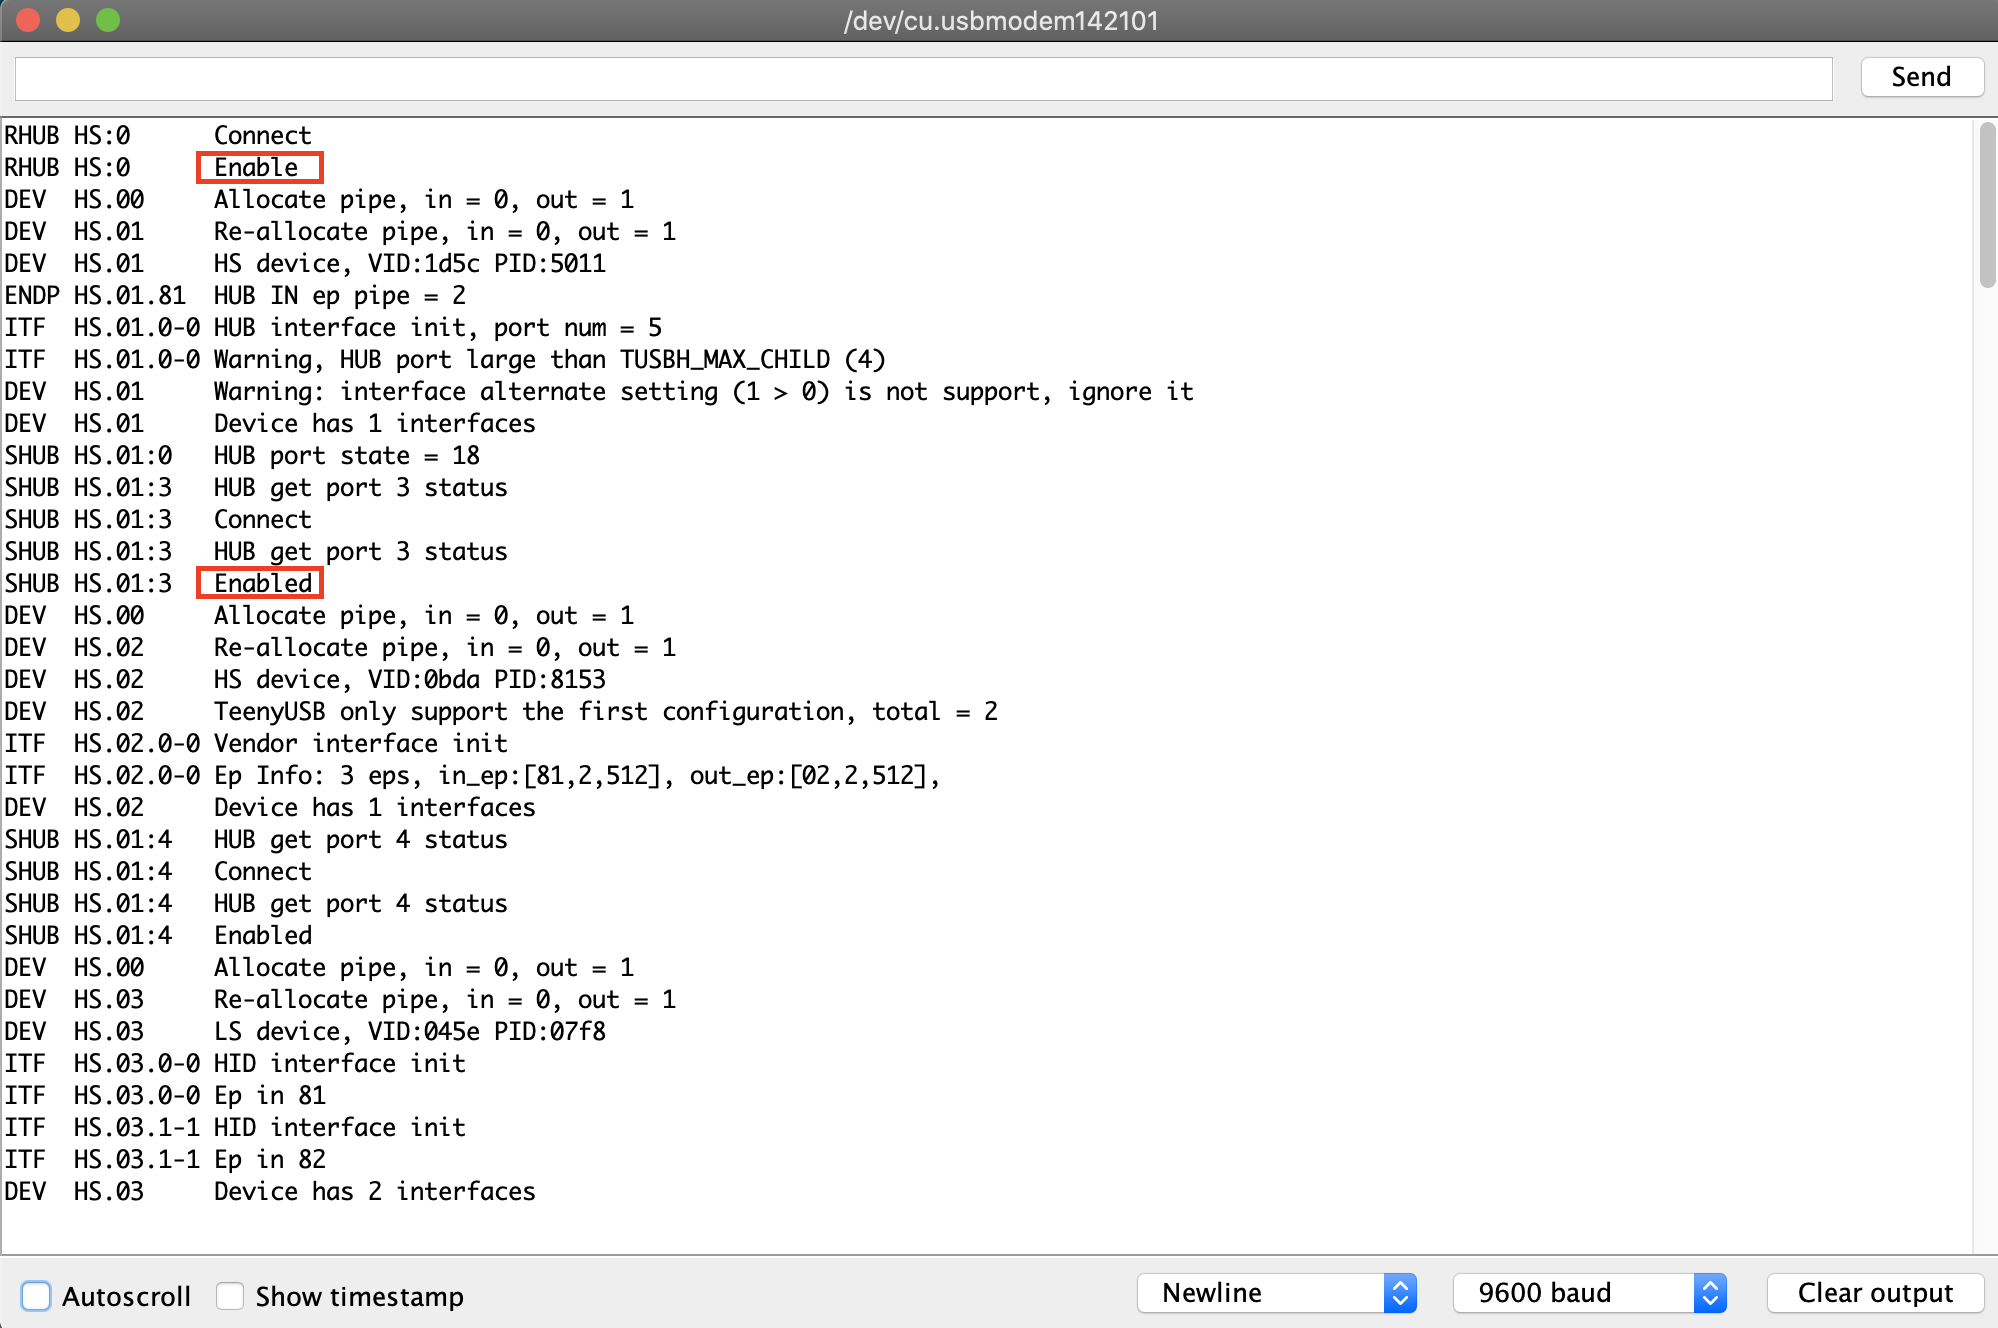 /dev/cu.usbmodem142101
Send
RHUB HS:0      Connect
RHUB HS:0      Enable
DEV  HS.00     Allocate pipe, in = 0, out = 1
DEV  HS.01     Re-allocate pipe, in = 0, out = 1
DEV  HS.01     HS device, VID:1d5c PID:5011
ENDP HS.01.81  HUB IN ep pipe = 2
ITF  HS.01.0-0 HUB interface init, port num = 5
ITF  HS.01.0-0 Warning, HUB port large than TUSBH_MAX_CHILD (4)
DEV  HS.01     Warning: interface alternate setting (1 > 0) is not support, ignore it
DEV  HS.01     Device has 1 interfaces
SHUB HS.01:0   HUB port state = 18
SHUB HS.01:3   HUB get port 3 status
SHUB HS.01:3   Connect
SHUB HS.01:3   HUB get port 3 status
SHUB HS.01:3   Enabled
DEV  HS.00     Allocate pipe, in = 0, out = 1
DEV  HS.02     Re-allocate pipe, in = 0, out = 1
DEV  HS.02     HS device, VID:0bda PID:8153
DEV  HS.02     TeenyUSB only support the first configuration, total = 2
ITF  HS.02.0-0 Vendor interface init
ITF  HS.02.0-0 Ep Info: 3 eps, in_ep:[81,2,512], out_ep:[02,2,512],
DEV  HS.02     Device has 1 interfaces
SHUB HS.01:4   HUB get port 4 status
SHUB HS.01:4   Connect
SHUB HS.01:4   HUB get port 4 status
SHUB HS.01:4   Enabled
DEV  HS.00     Allocate pipe, in = 0, out = 1
DEV  HS.03     Re-allocate pipe, in = 0, out = 1
DEV  HS.03     LS device, VID:045e PID:07f8
ITF  HS.03.0-0 HID interface init
ITF  HS.03.0-0 Ep in 81
ITF  HS.03.1-1 HID interface init
ITF  HS.03.1-1 Ep in 82
DEV  HS.03     Device has 2 interfaces
Autoscroll Show timestamp Newline 9600 baud Clear output